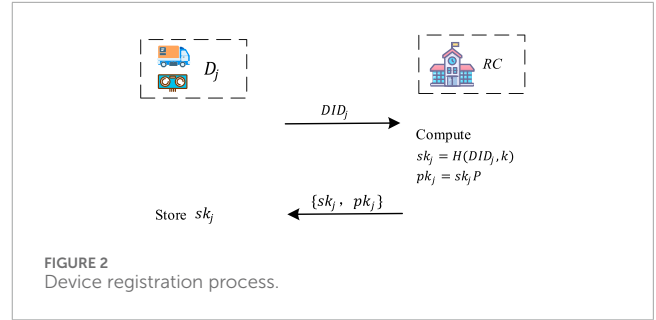 D_j
RC
DID_j
Compute
sk_j = H(DID_j, k)
pk_j = sk_j P
{sk_j, pk_j}
Store sk_j
FIGURE 2
Device registration process.